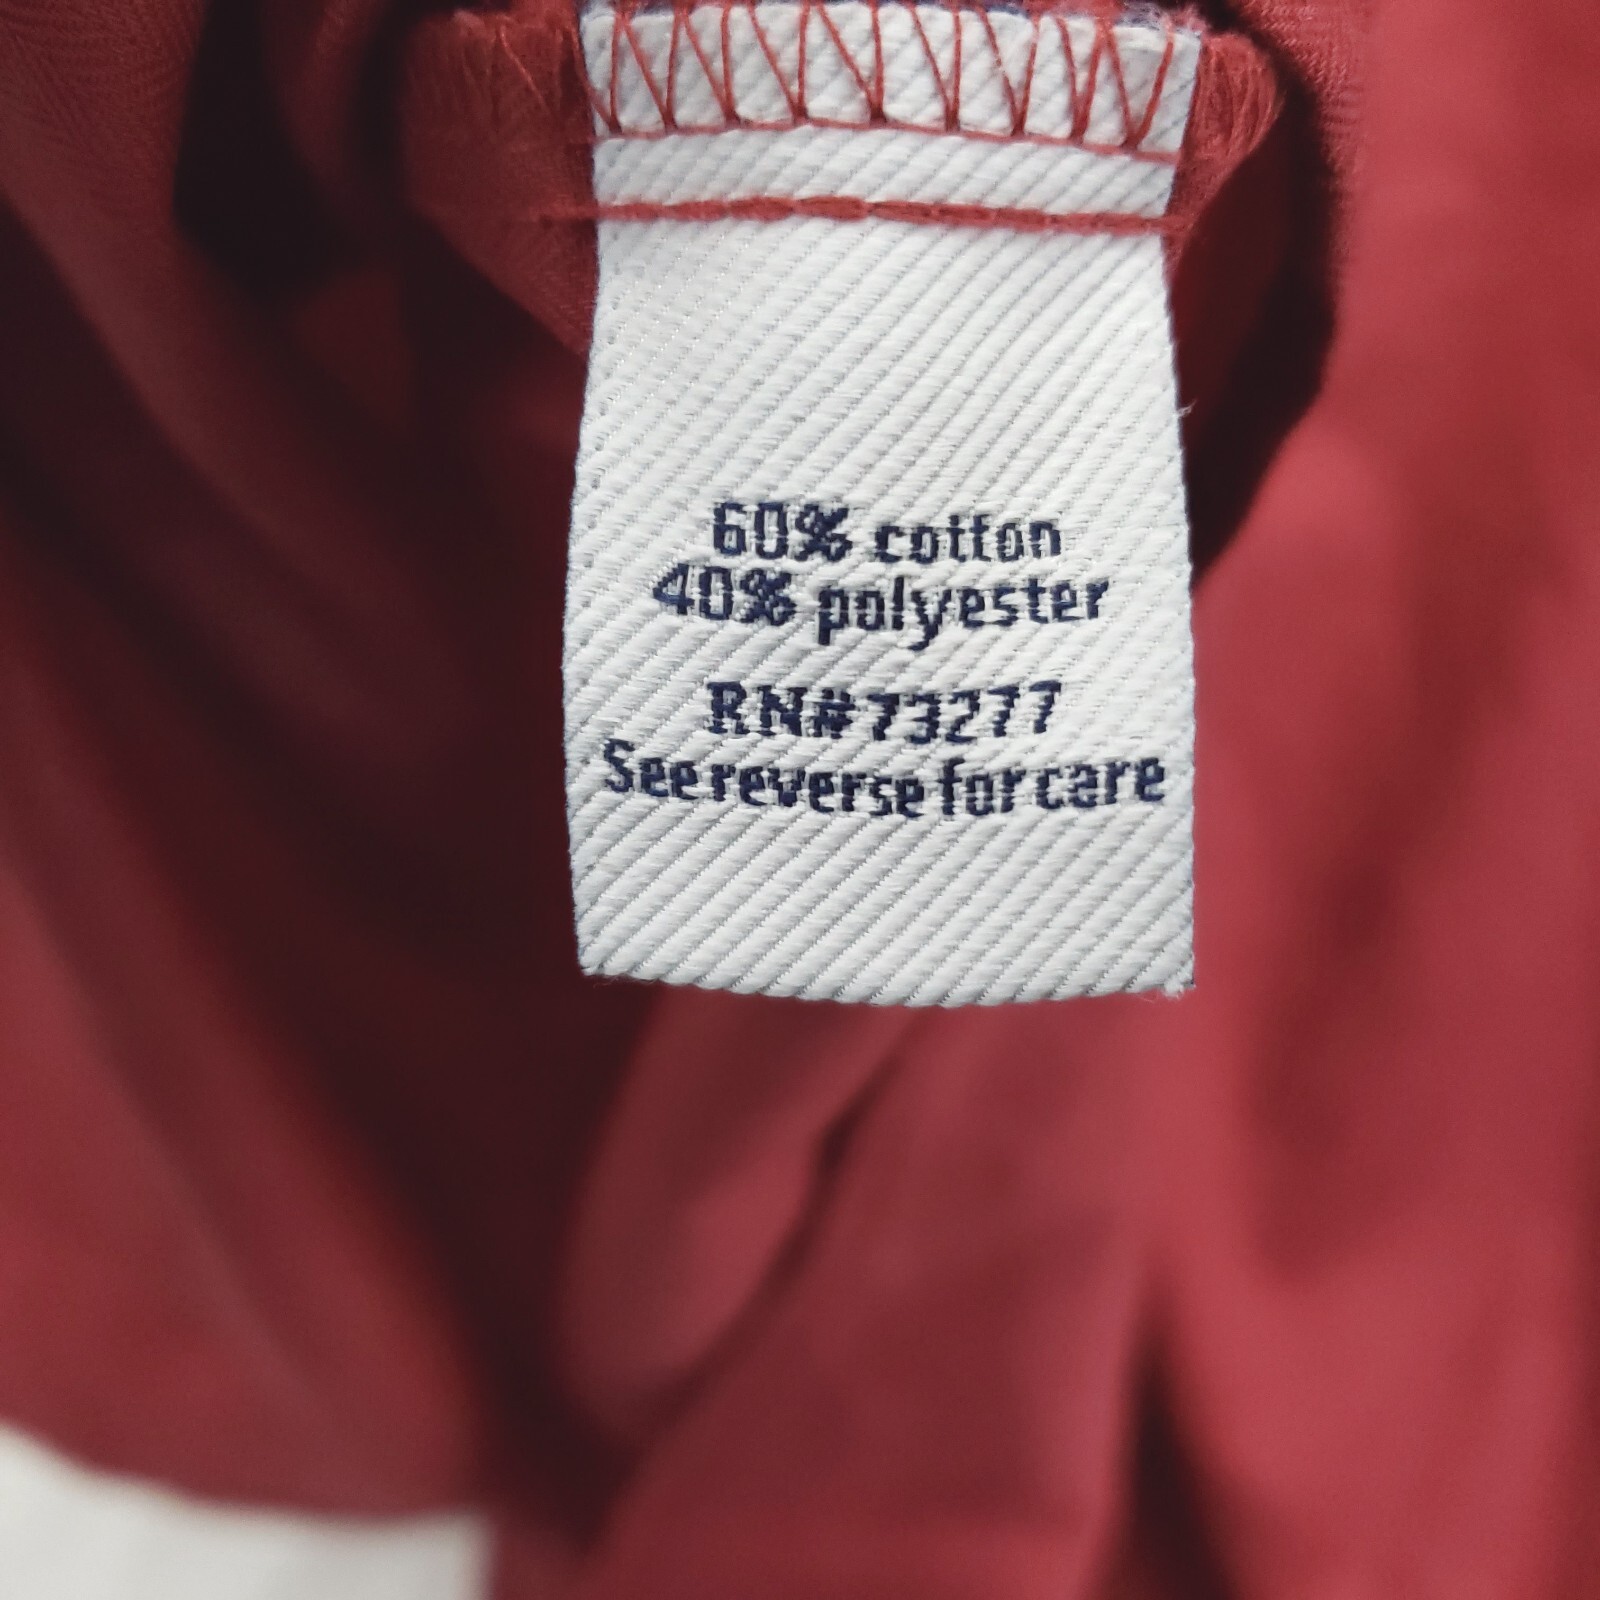 60% cotton
40% polyester
RN#73277
See reverse for care